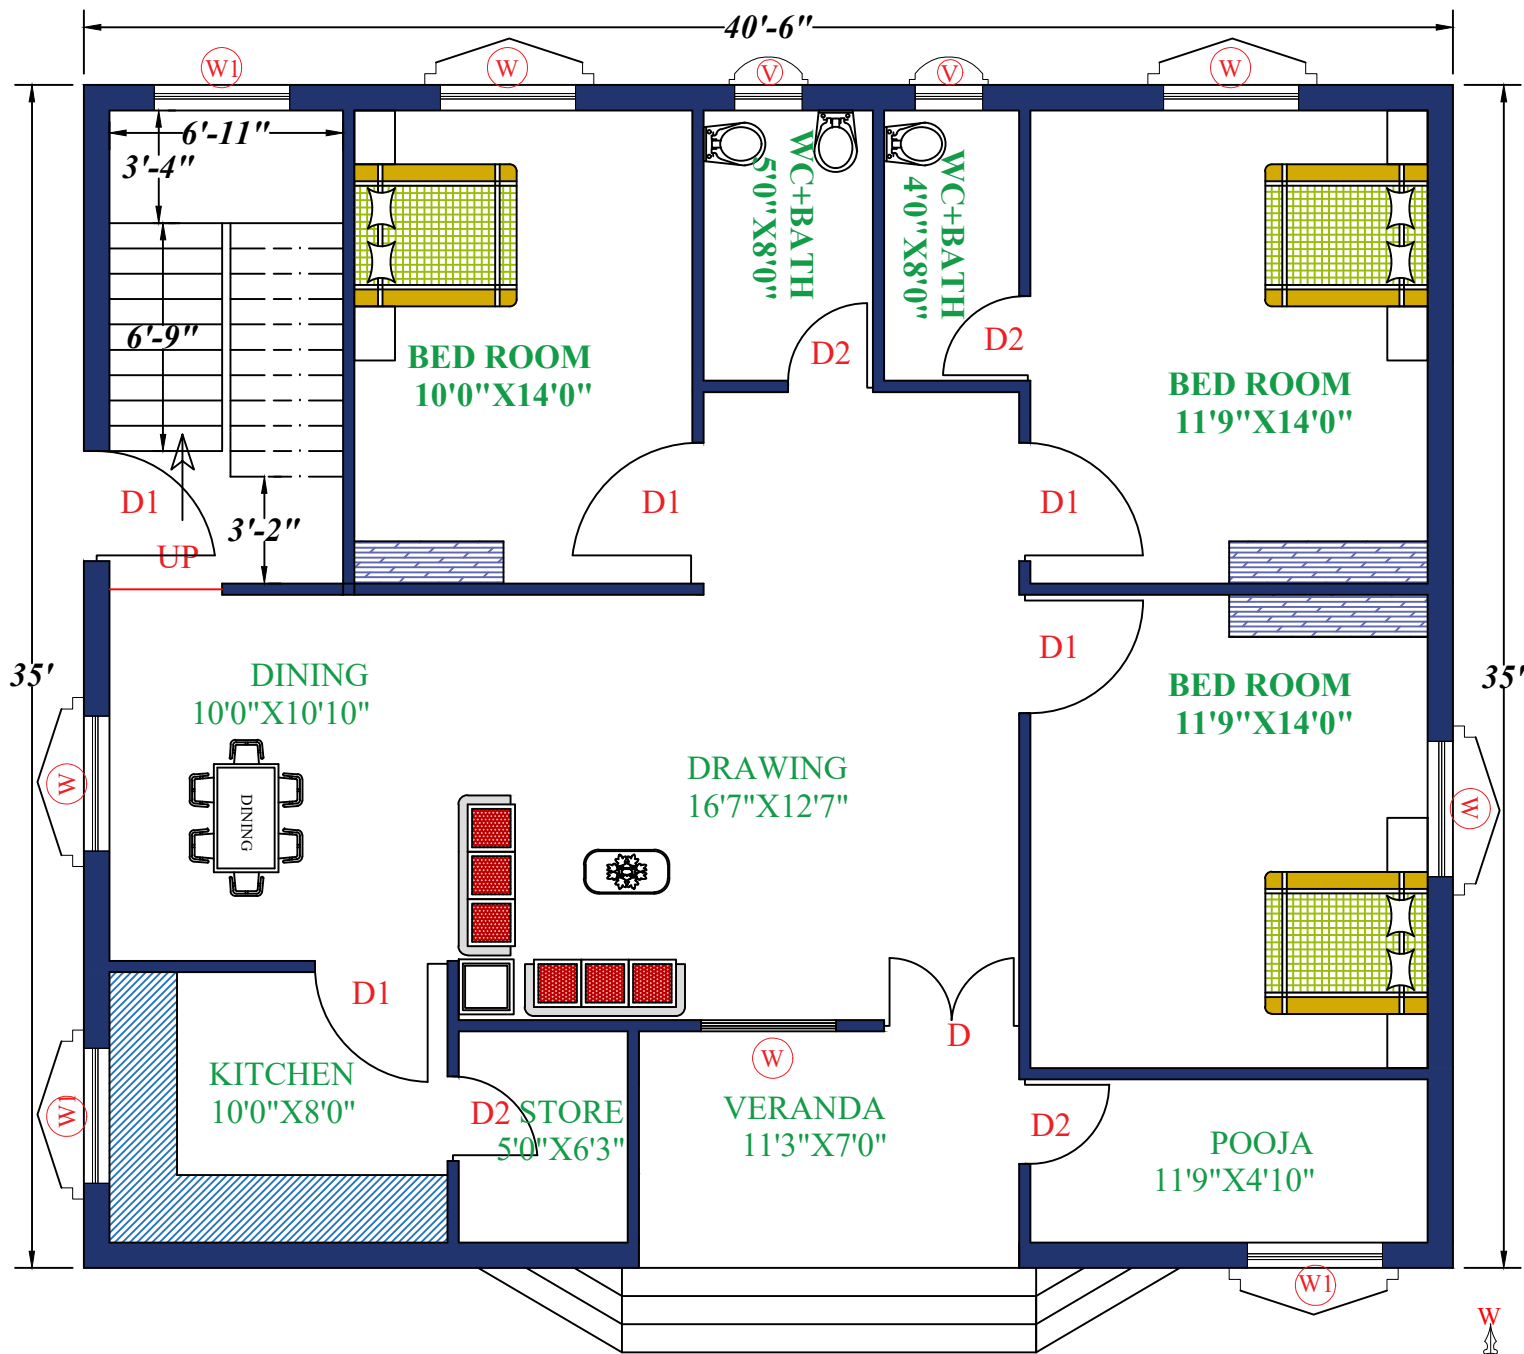 40'-6"
W1
W
V
V
W
6'-11"
3'-4"
WC+BATH
5'0"X8'0"
WC+BATH
4'0"X8'0"
6'-9"
BED ROOM
10'0"X14'0"
D2
D2
BED ROOM
11'9"X14'0"
D1
3'-2"
UP
D1
D1
35'
35'
DINING
10'0"X10'10"
D1
BED ROOM
11'9"X14'0"
W
DINING
DRAWING
16'7"X12'7"
W
D1
D
W
KITCHEN
10'0"X8'0"
W1
D2
STORE
5'0"X6'3"
VERANDA
11'3"X7'0"
D2
POOJA
11'9"X4'10"
W1
W